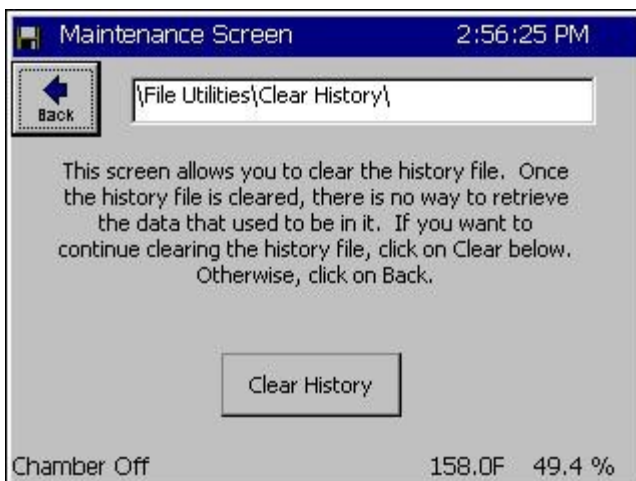 Maintenance Screen 2:56:25 PM
Back
\File Utilities\Clear History\
This screen allows you to clear the history file. Once
the history file is cleared, there is no way to retrieve
the data that used to be in it. If you want to
continue clearing the history file, click on Clear below.
Otherwise, click on Back.
Clear History
Chamber Off 158.0F 49.4 %